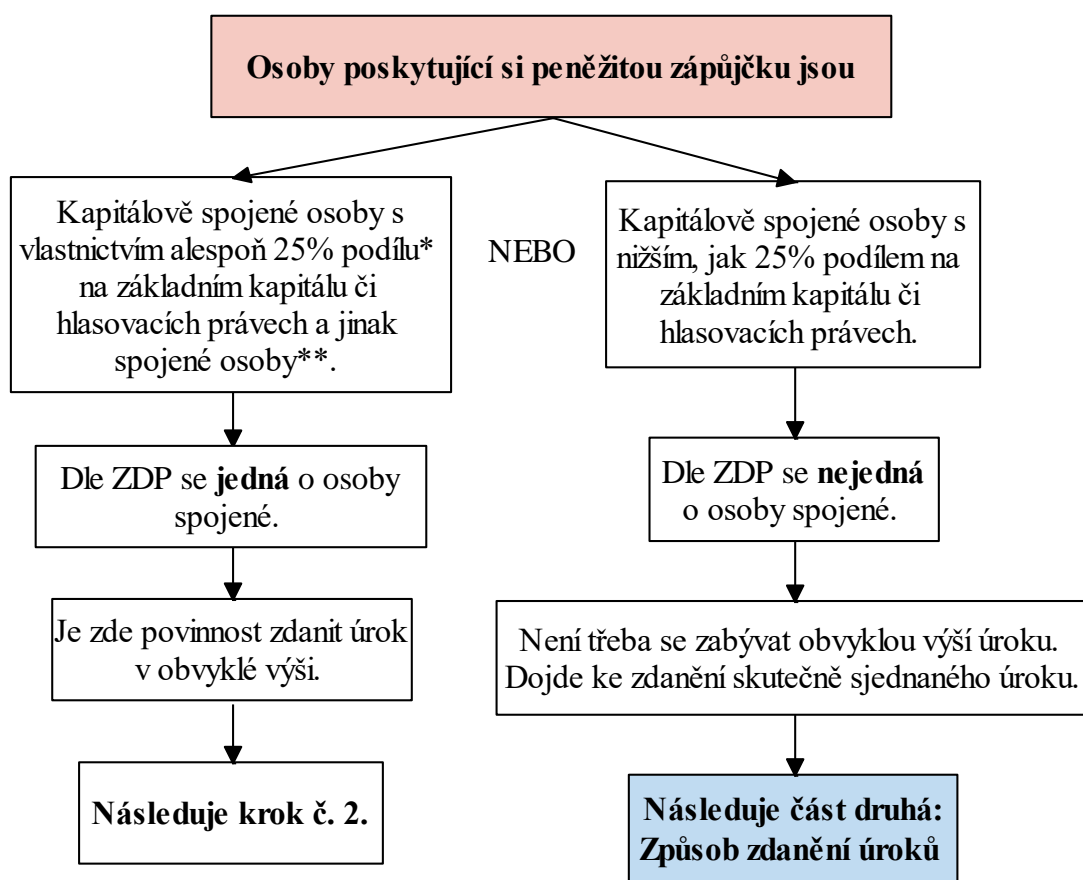 Osoby poskytující si peněžitou zápůjčku jsou
Kapitálově spojené osoby s
vlastnictvím alespoň 25% podílu*
na základním kapitálu či
hlasovacích právech a jinak
spojené osoby**.
NEBO
Kapitálově spojené osoby s
nižším, jak 25% podílem na
základním kapitálu či
hlasovacích právech.
Dle ZDP se jedná o osoby
spojené.
Dle ZDP se nejedná
o osoby spojené.
Je zde povinnost zdanit úrok
v obvyklé výši.
Není třeba se zabývat obvyklou výší úroku.
Dojde ke zdanění skutečně sjednaného úroku.
Následuje krok č. 2.
Následuje část druhá:
Způsob zdanění úroků